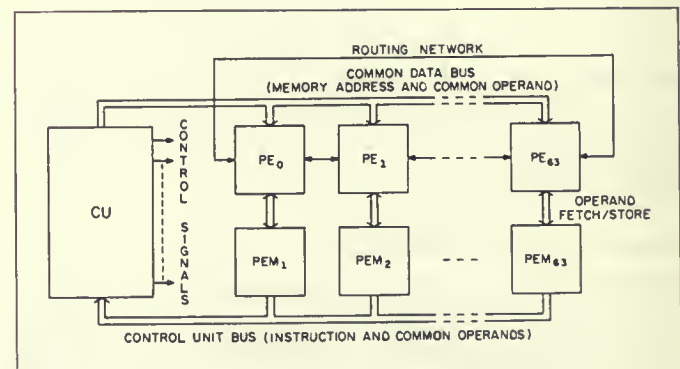 ROUTING NETWORK
COMMON DATA BUS
(MEMORY ADDRESS AND COMMON OPERAND)
CONTROL SIGNALS
CU
PE0
PE1
PE63
OPERAND
FETCH/STORE
PEM1
PEM2
PEM63
CONTROL UNIT BUS (INSTRUCTION AND COMMON OPERANDS)